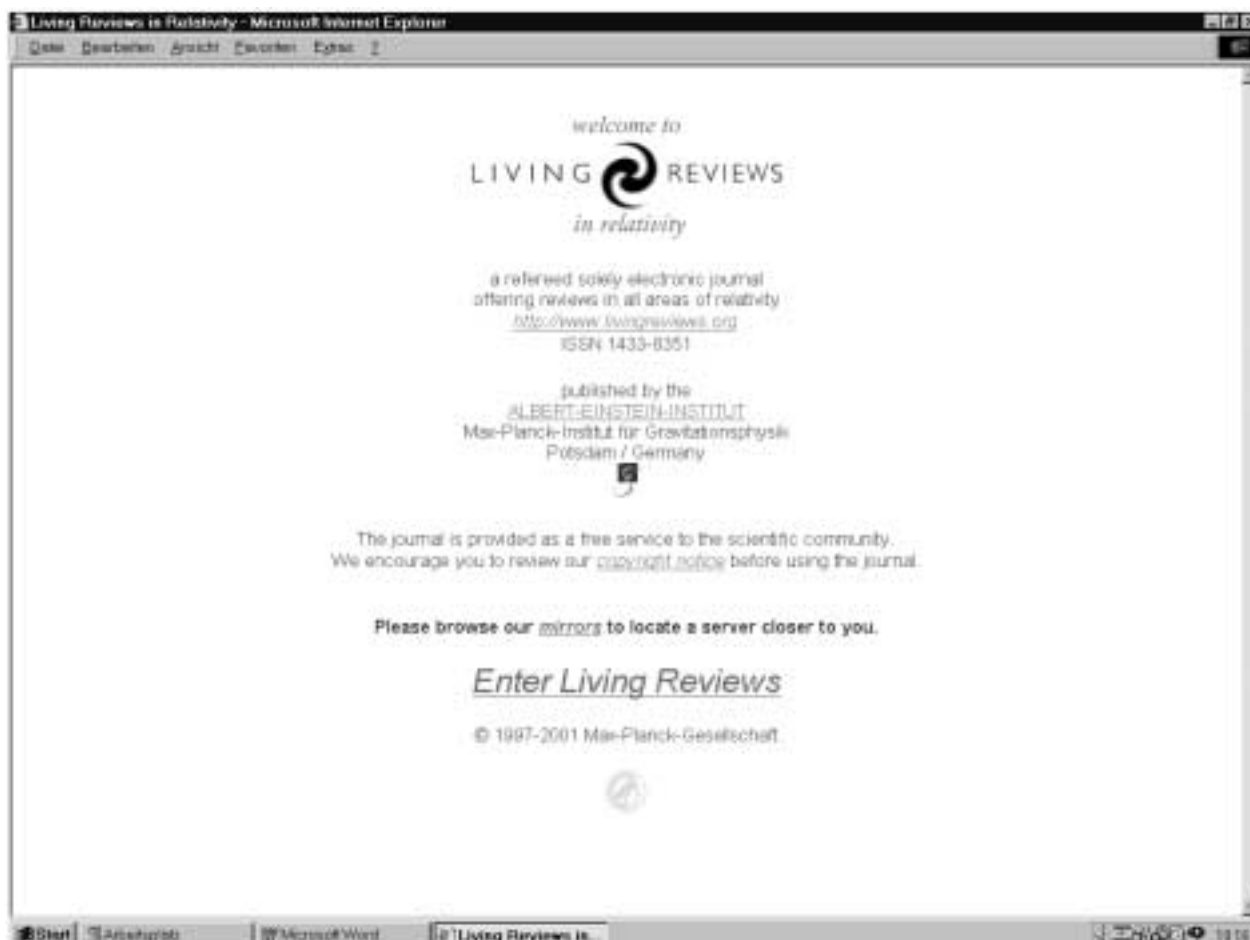 Living Reviews in Relativity - Microsoft Internet Explorer
Datei Bearbeiten Ansicht Favoriten Extras ?
welcome to
LIVING REVIEWS
in relativity
a refereed solely electronic journal
offering reviews in all areas of relativity
http://www.livingreviews.org
ISSN 1433-8351
published by the
ALBERT-EINSTEIN-INSTITUT
Max-Planck-Institut für Gravitationsphysik
Potsdam / Germany
The journal is provided as a free service to the scientific community.
We encourage you to review our copyright notice before using the journal.
Please browse our mirrors to locate a server closer to you.
Enter Living Reviews
© 1997-2001 Max-Planck-Gesellschaft
Start Arbeitsplatz Microsoft Word Living Reviews in...